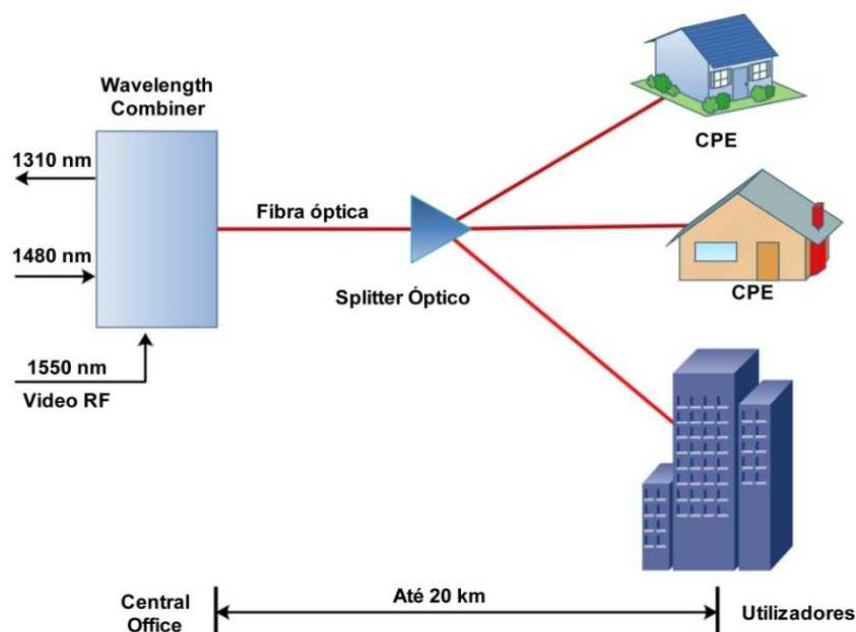 Wavelength
Combiner
1310 nm
1480 nm
1550 nm
Video RF
Fibra óptica
Splitter Óptico
CPE
CPE
Até 20 km
Central
Office
Utilizadores